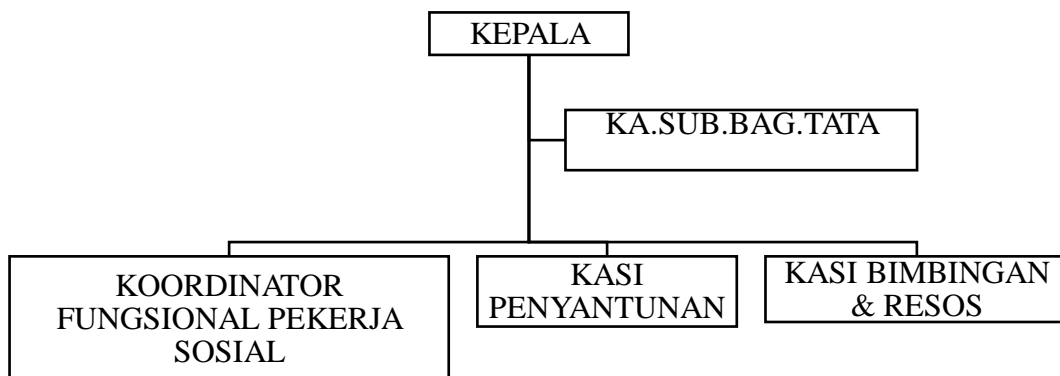 KEPALA
KA.SUB.BAG.TATA
KOORDINATOR
FUNGSIONAL PEKERJA
SOSIAL
KASI
PENYANTUNAN
KASI BIMBINGAN
& RESOS